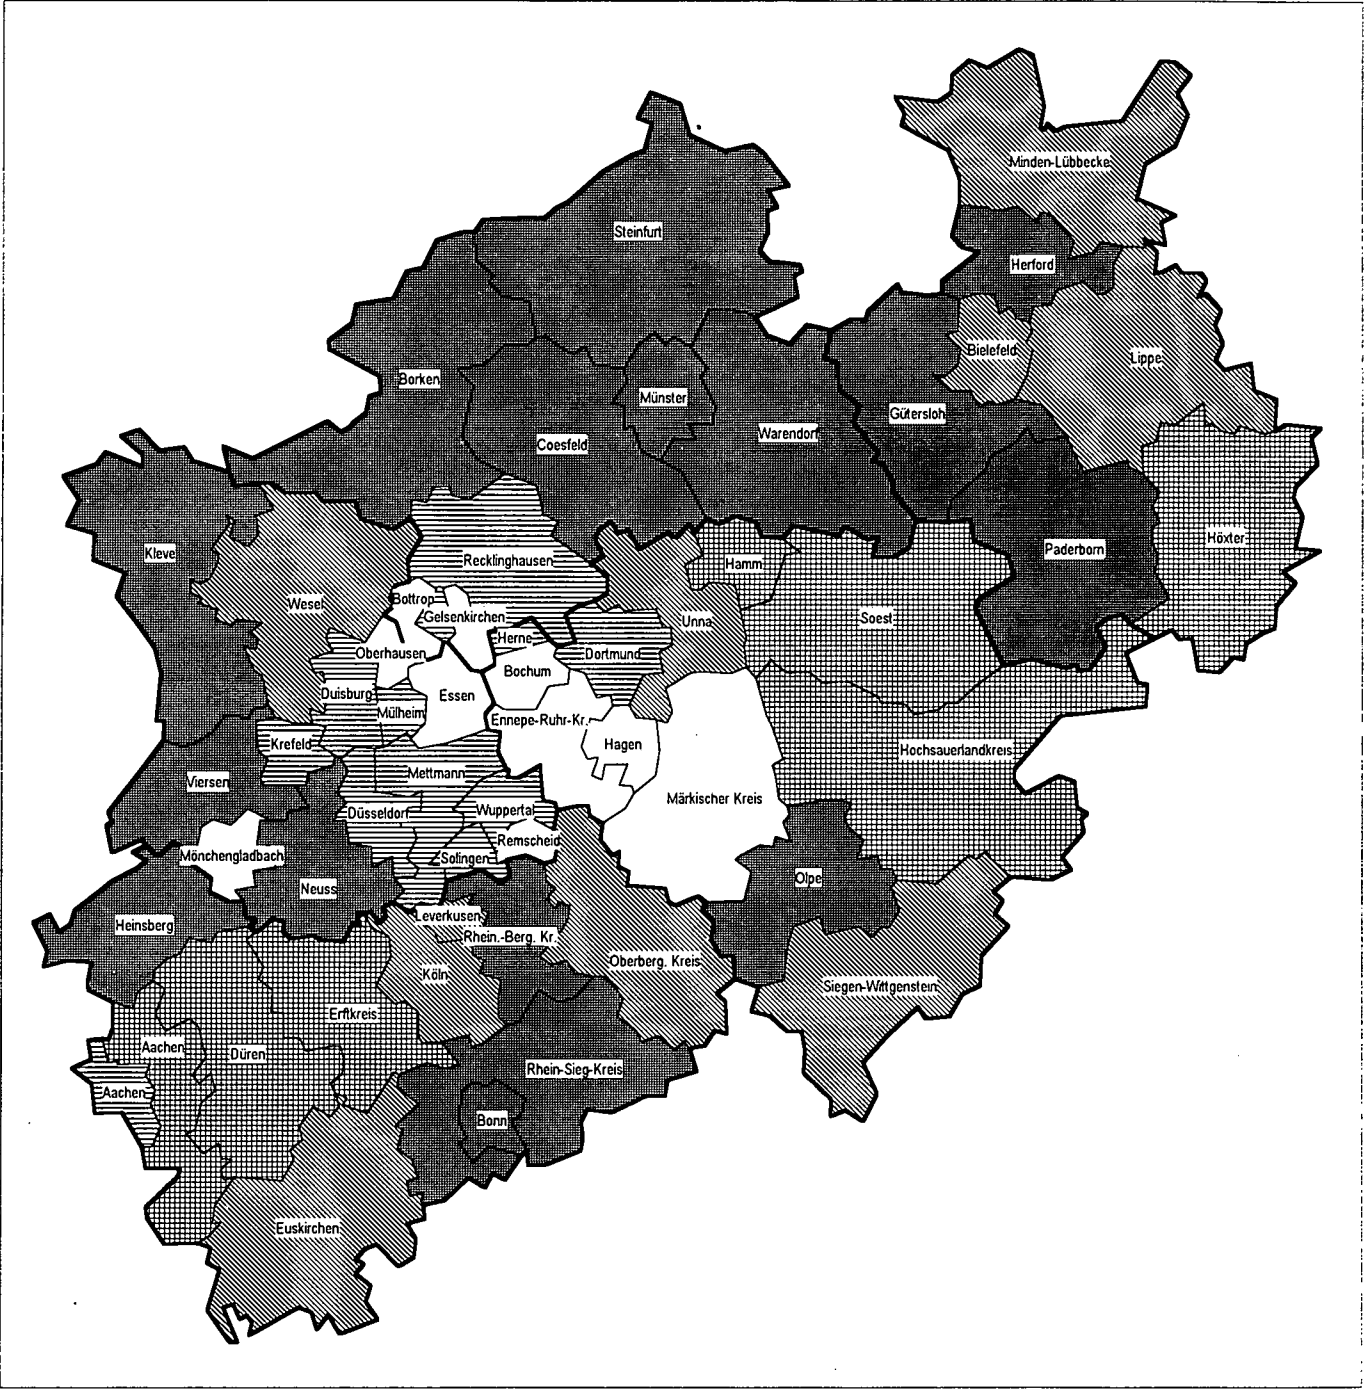 Minden-Lübbecke
Steinfurt
Herford
Bielefeld
Lippe
Borken
Münster
Gütersloh
Warendorf
Coesfeld
Höxter
Kleve
Paderborn
Recklinghausen
Hamm
Wesel
Bottrop
Gelsenkirchen
Unna
Soest
Herne
Oberhausen
Dortmund
Bochum
Duisburg
Essen
Mülheim
Ennepe-Ruhr-Kr.
Krefeld
Hagen
Hochsauerlandkreis
Viersen
Mettmann
Märkischer Kreis
Düsseldorf
Wuppertal
Remscheid
Mönchengladbach
Solingen
Neuss
Olpe
Heinsberg
Leverkusen
Rhein.-Berg. Kr.
Köln
Oberberg. Kreis
Siegen-Wittgenstein
Erftkreis
Aachen
Düren
Rhein-Sieg-Kreis
Aachen
Bonn
Euskirchen